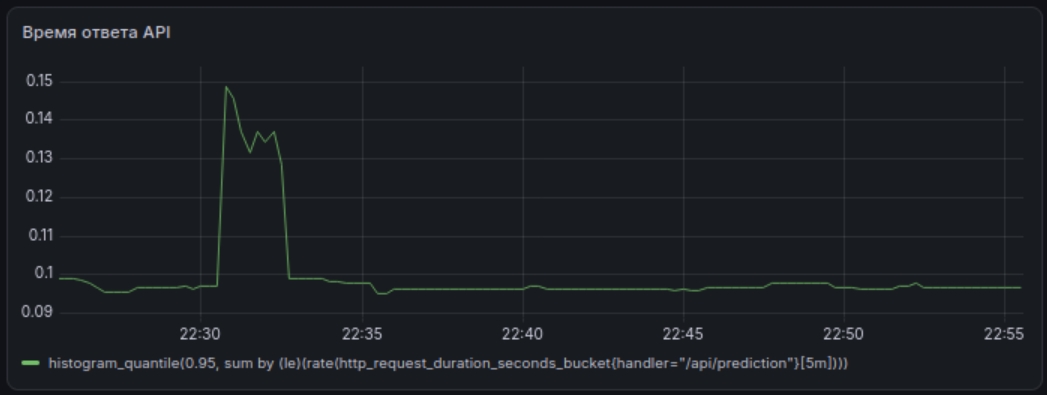 Время ответа API
0.15
0.14
0.13
0.12
0.11
0.1
0.09
22:30 22:35 22:40 22:45 22:50 22:55
histogram_quantile(0.95, sum by (le)(rate(http_request_duration_seconds_bucket{handler="/api/prediction"}[5m])))